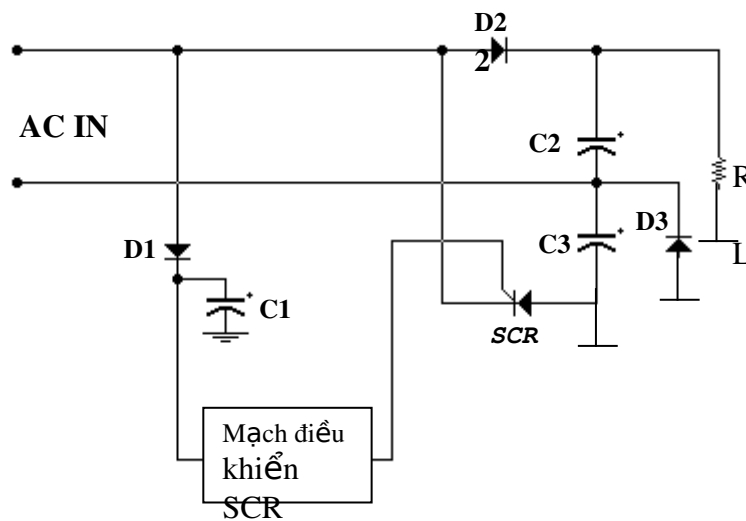 D2
2
AC IN
C2
R
D1
C3
D3
L
C1
SCR
Mạch điều
khiển
SCR